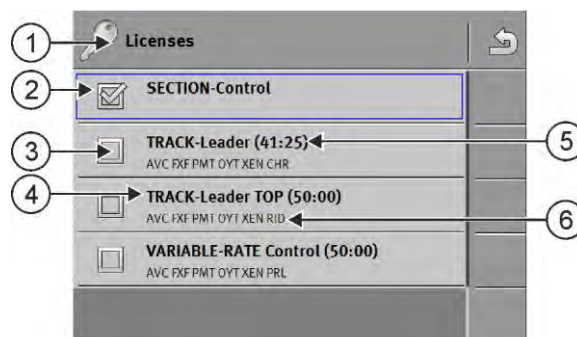 Licenses
SECTION-Control
TRACK-Leader (41:25)
AVC FXF PMT OYT XEN CHR
TRACK-Leader TOP (50:00)
AVC FXF PMT OYT XEN RID
VARIABLE-RATE Control (50:00)
AVC FXF PMT OYT XEN PRL
1
2
3
4
5
6